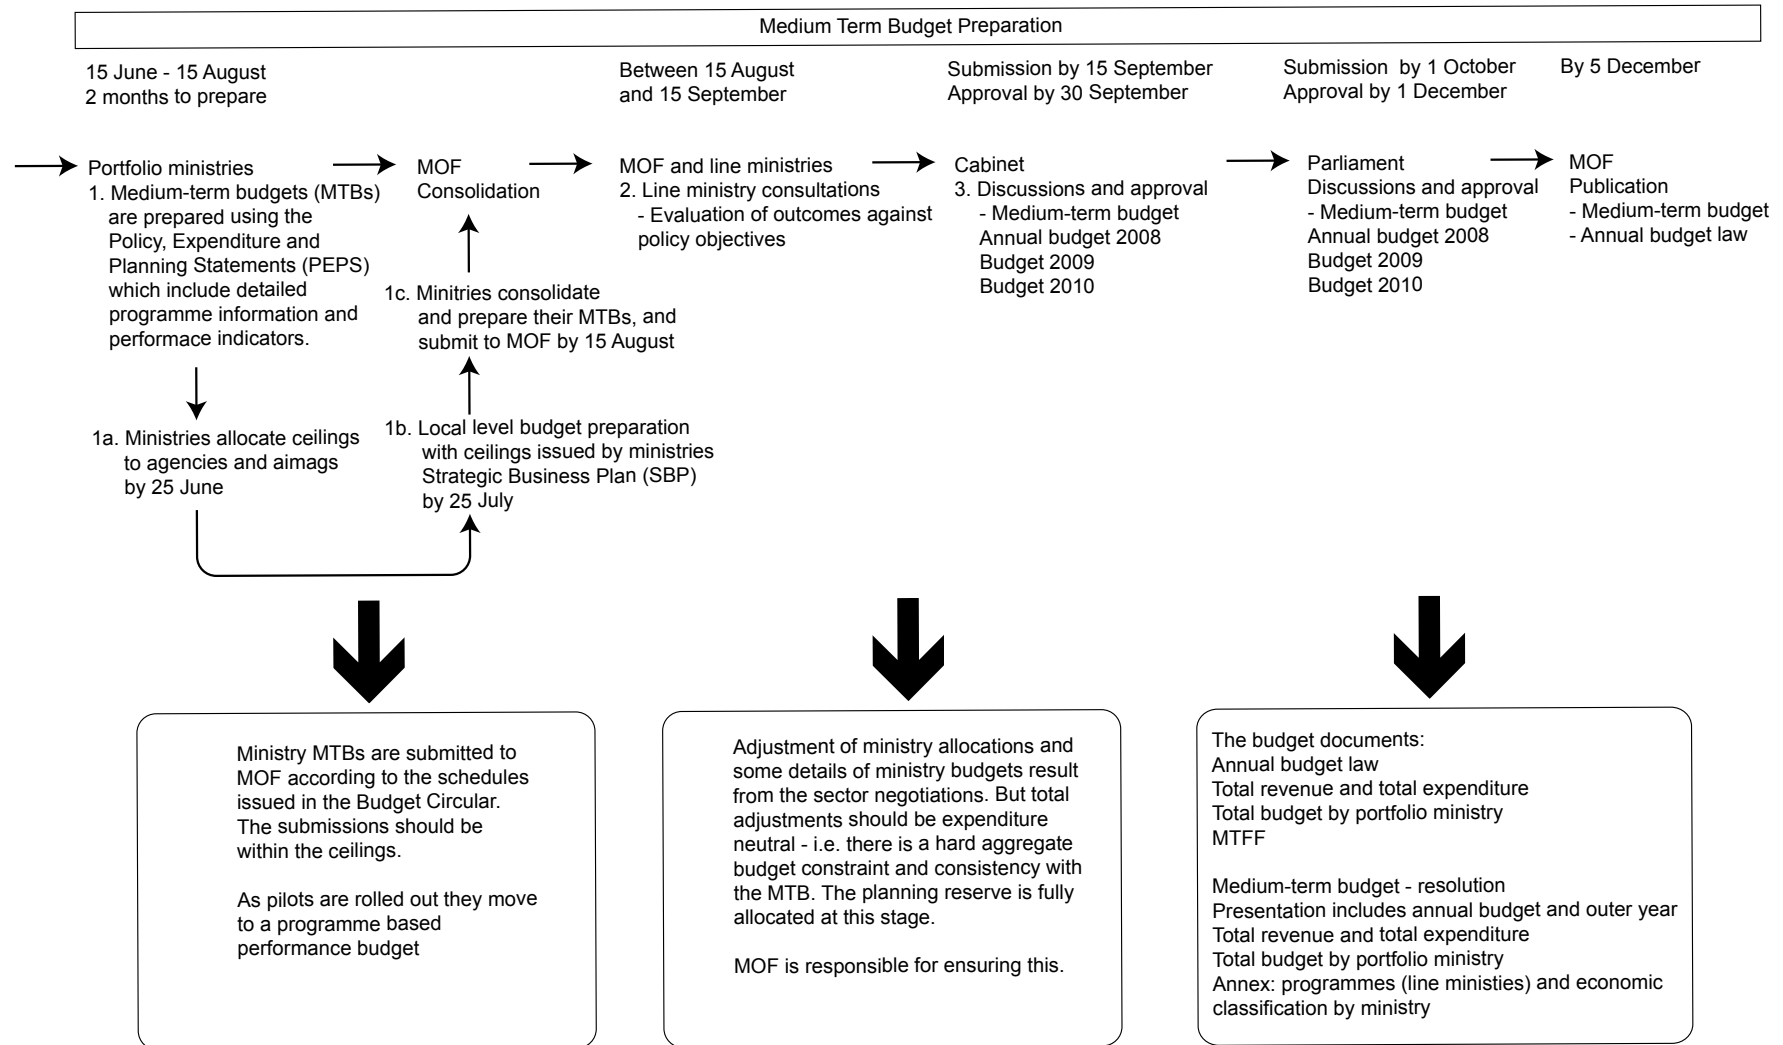 Medium Term Budget Preparation
15 June - 15 August
2 months to prepare
Between 15 August
and 15 September
Submission by 15 September
Approval by 30 September
Submission by 1 October
Approval by 1 December
By 5 December
Portfolio ministries
1. Medium-term budgets (MTBs)
are prepared using the
Policy, Expenditure and
Planning Statements (PEPS)
which include detailed
programme information and
performace indicators.
MOF
Consolidation
MOF and line ministries
2. Line ministry consultations
- Evaluation of outcomes against
policy objectives
Cabinet
3. Discussions and approval
- Medium-term budget
Annual budget 2008
Budget 2009
Budget 2010
Parliament
Discussions and approval
- Medium-term budget
Annual budget 2008
Budget 2009
Budget 2010
MOF
Publication
- Medium-term budget
- Annual budget law
1c. Minitries consolidate
and prepare their MTBs, and
submit to MOF by 15 August
1a. Ministries allocate ceilings
to agencies and aimags
by 25 June
1b. Local level budget preparation
with ceilings issued by ministries
Strategic Business Plan (SBP)
by 25 July
Ministry MTBs are submitted to
MOF according to the schedules
issued in the Budget Circular.
The submissions should be
within the ceilings.
As pilots are rolled out they move
to a programme based
performance budget
Adjustment of ministry allocations and
some details of ministry budgets result
from the sector negotiations. But total
adjustments should be expenditure
neutral - i.e. there is a hard aggregate
budget constraint and consistency with
the MTB. The planning reserve is fully
allocated at this stage.
MOF is responsible for ensuring this.
The budget documents:
Annual budget law
Total revenue and total expenditure
Total budget by portfolio ministry
MTFF
Medium-term budget - resolution
Presentation includes annual budget and outer year
Total revenue and total expenditure
Total budget by portfolio ministry
Annex: programmes (line ministies) and economic
classification by ministry